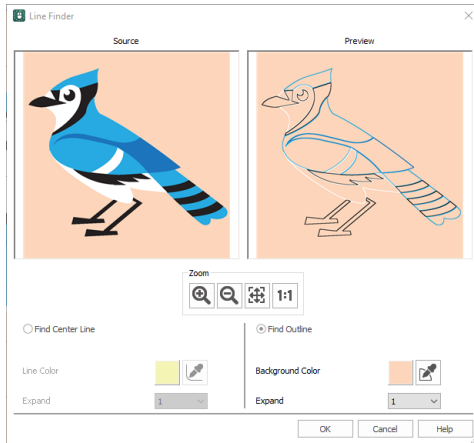 Line Finder
Source
Preview
Zoom
1:1
Find Center Line
Find Outline
Line Color
Background Color
Expand
1
Expand
1
OK
Cancel
Help